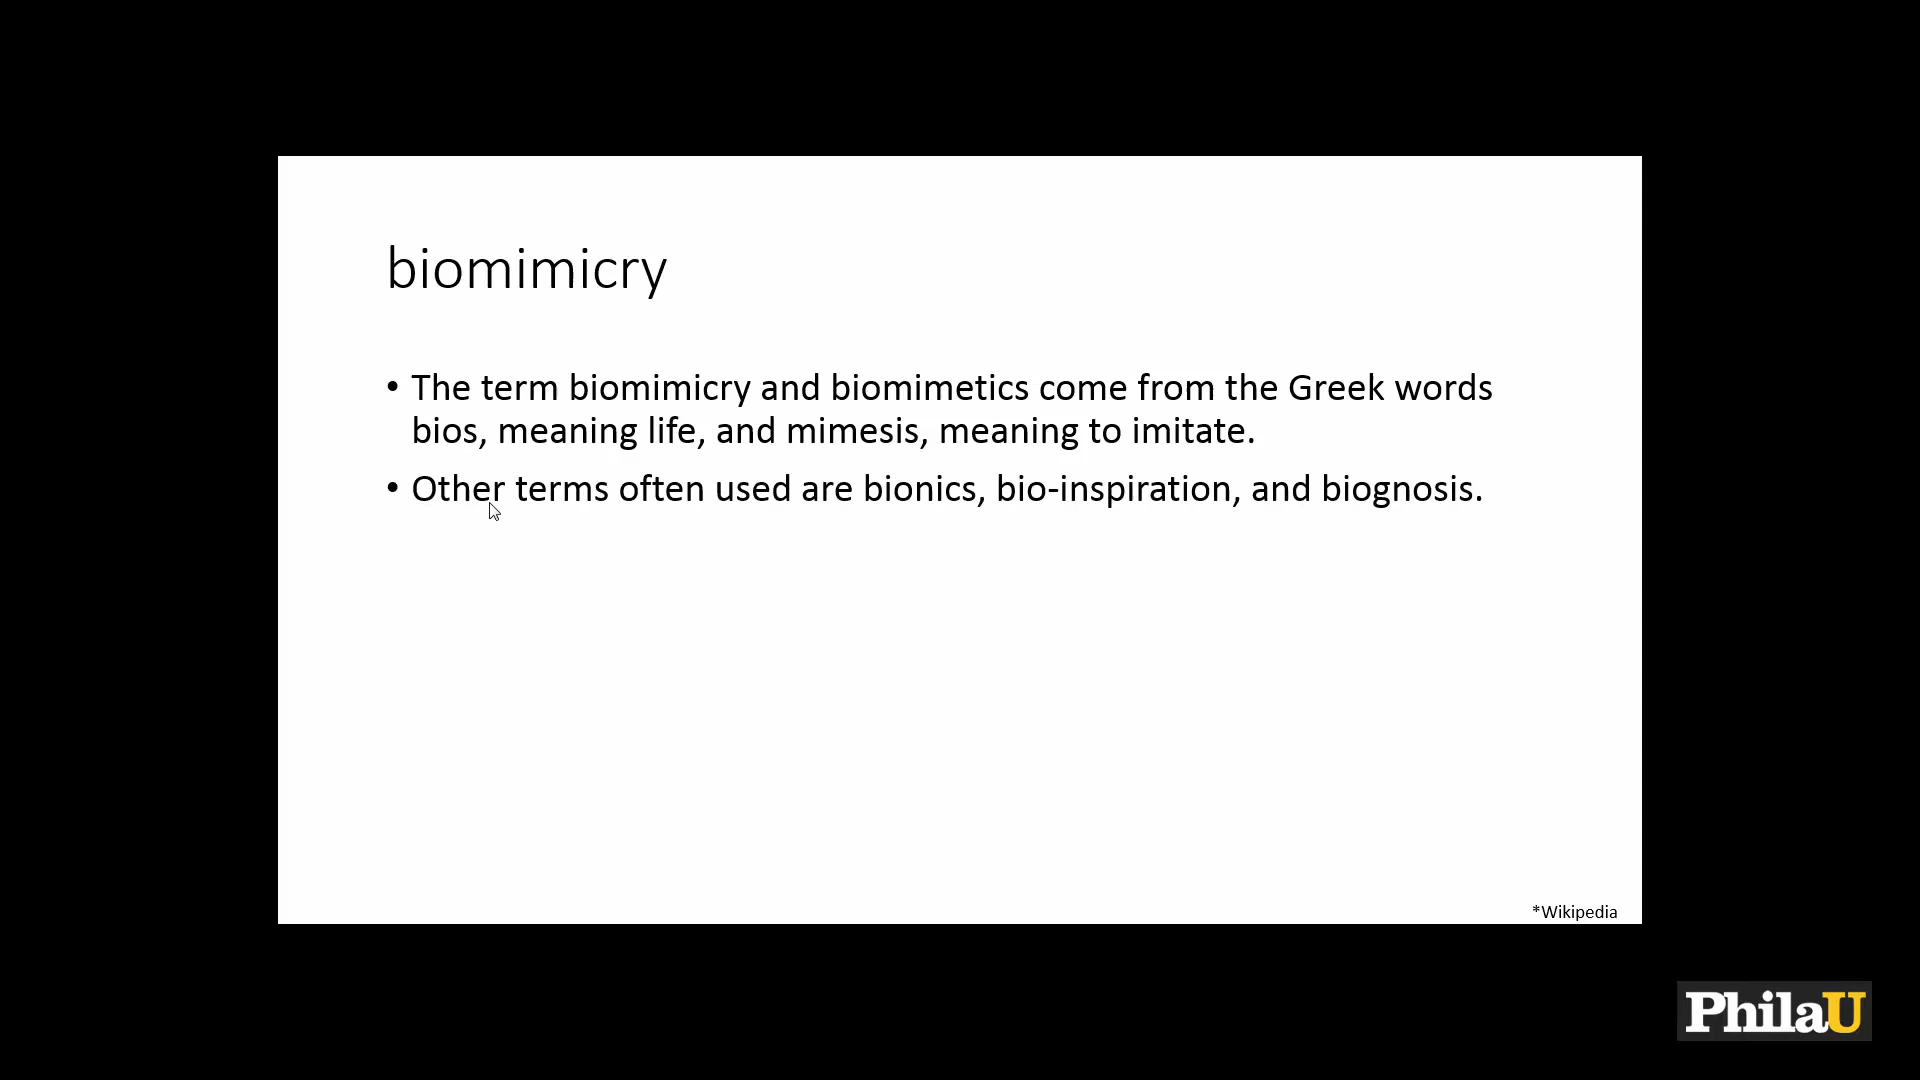 biomimicry
• The term biomimicry and biomimetics come from the Greek words
bios, meaning life, and mimesis, meaning to imitate.
• Other terms often used are bionics, bio-inspiration, and biognosis.
*Wikipedia
PhilaU